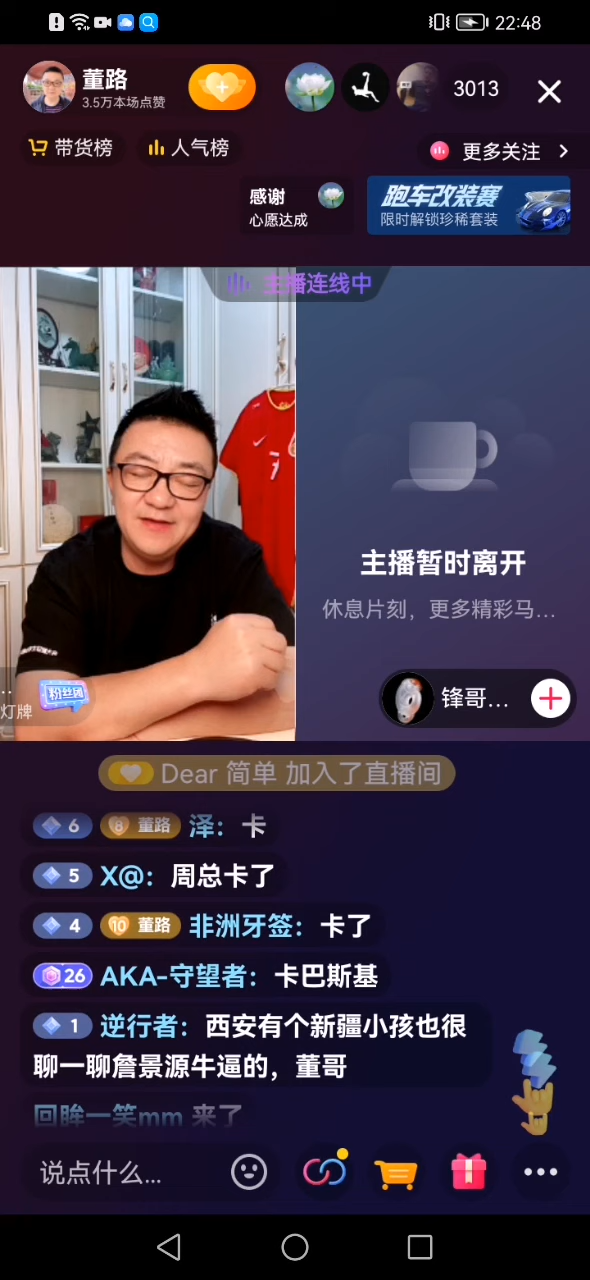 22:48
董路
3.5万本场点赞
3013
带货榜
人气榜
更多关注
感谢
心愿达成
跑车改装赛
限时解锁珍稀套装
主播连线中
主播暂时离开
休息片刻，更多精彩马...
..
灯牌
粉丝团
锋哥...
Dear 简单 加入了直播间
6 8 董路 泽：卡
5 X@：周总卡了
4 10 董路 非洲牙签：卡了
26 AKA-守望者：卡巴斯基
1 逆行者：西安有个新疆小孩也很
聊一聊詹景源牛逼的，董哥
回眸一笑mm 来了
说点什么...